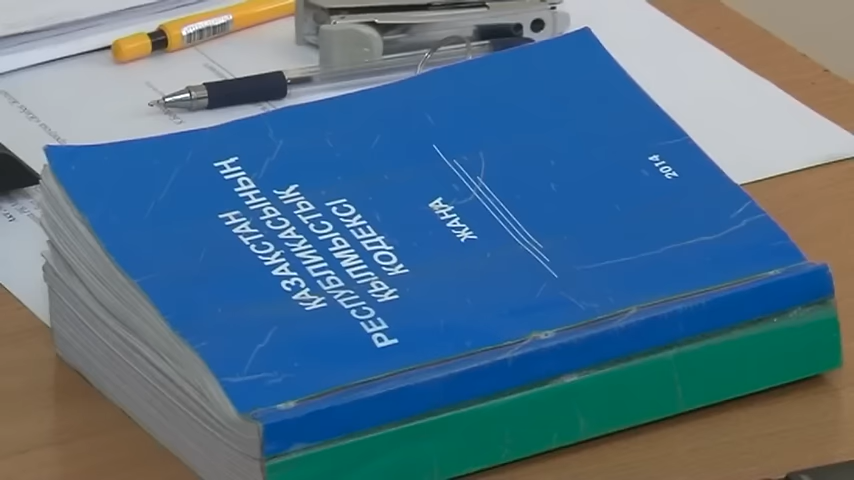 ҚАЗАҚСТАН
РЕСПУБЛИКАСЫНЫҢ
ҚЫЛМЫСТЫҚ
КОДЕКСІ
ЖАҢА
2014